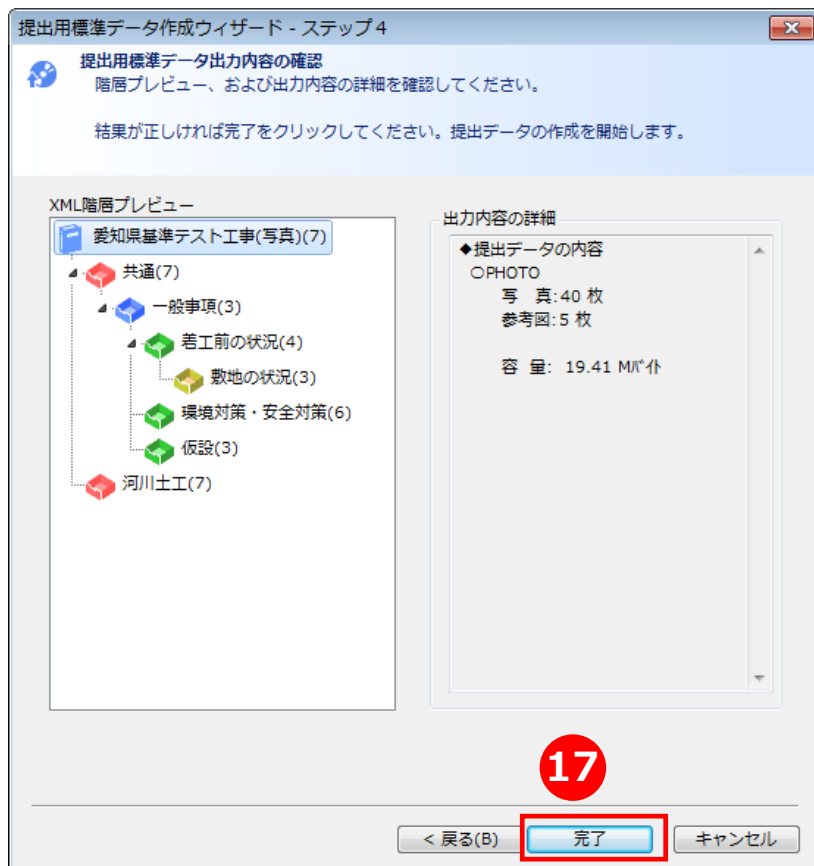 提出用標準データ作成ウィザード - ステップ４
提出用標準データ出力内容の確認
階層プレビュー、および出力内容の詳細を確認してください。
結果が正しければ完了をクリックしてください。提出データの作成を開始します。
XML階層プレビュー
愛知県基準テスト工事(写真)(7)
共通(7)
一般事項(3)
着工前の状況(4)
敷地の状況(3)
環境対策・安全対策(6)
仮設(3)
河川土工(7)
出力内容の詳細
◆提出データの内容
○PHOTO
写　真:40 枚
参考図:5 枚
容　量:　19.41 Mﾊﾞｲﾄ
17
< 戻る(B)
完了
キャンセル